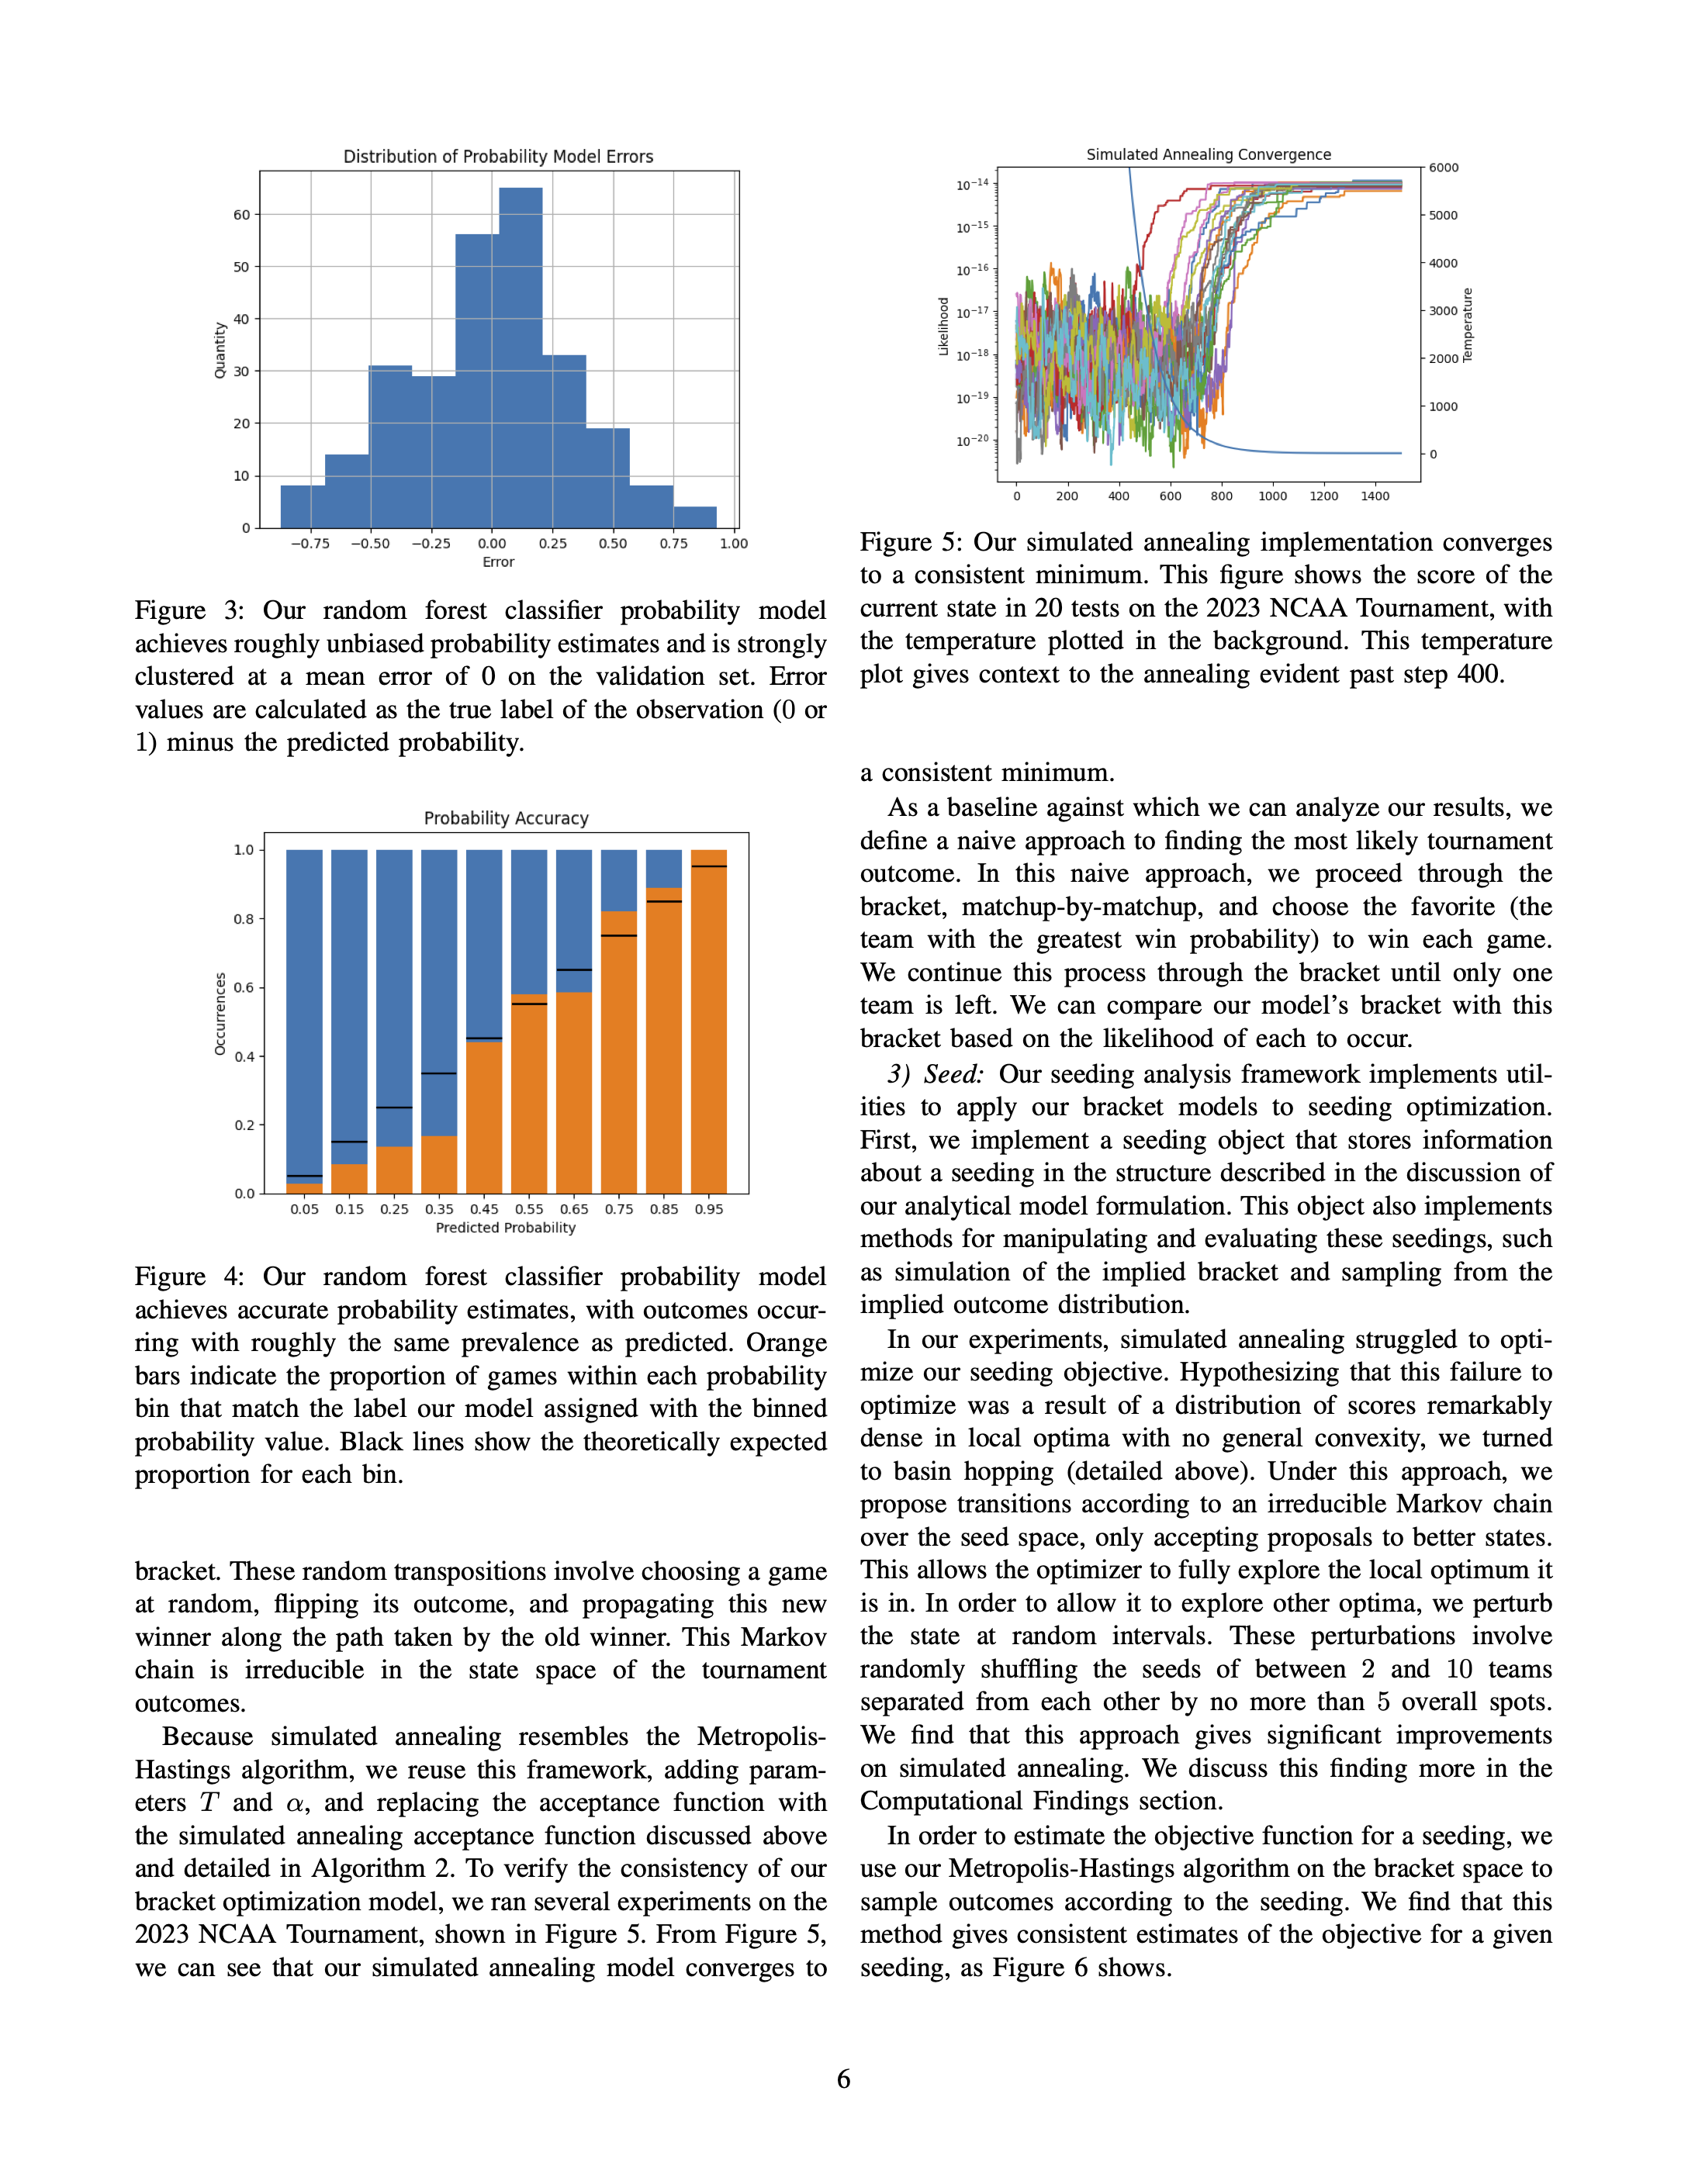 Distribution of Probability Model Errors
60
50
40
30
20
10
0
Quantity
−0.75 −0.50 −0.25 0.00 0.25 0.50 0.75 1.00
Error
Figure 3: Our random forest classifier probability model
achieves roughly unbiased probability estimates and is strongly
clustered at a mean error of 0 on the validation set. Error
values are calculated as the true label of the observation (0 or
1) minus the predicted probability.
Probability Accuracy
1.0
0.8
0.6
0.4
0.2
0.0
Occurrences
0.05 0.15 0.25 0.35 0.45 0.55 0.65 0.75 0.85 0.95
Predicted Probability
Figure 4: Our random forest classifier probability model
achieves accurate probability estimates, with outcomes occur-
ring with roughly the same prevalence as predicted. Orange
bars indicate the proportion of games within each probability
bin that match the label our model assigned with the binned
probability value. Black lines show the theoretically expected
proportion for each bin.
bracket. These random transpositions involve choosing a game
at random, flipping its outcome, and propagating this new
winner along the path taken by the old winner. This Markov
chain is irreducible in the state space of the tournament
outcomes.
Because simulated annealing resembles the Metropolis-
Hastings algorithm, we reuse this framework, adding param-
eters T and α, and replacing the acceptance function with
the simulated annealing acceptance function discussed above
and detailed in Algorithm 2. To verify the consistency of our
bracket optimization model, we ran several experiments on the
2023 NCAA Tournament, shown in Figure 5. From Figure 5,
we can see that our simulated annealing model converges to
Simulated Annealing Convergence
10⁻¹⁴
10⁻¹⁵
10⁻¹⁶
10⁻¹⁷
10⁻¹⁸
10⁻¹⁹
10⁻²⁰
Likelihood
6000
5000
4000
3000
2000
1000
0
Temperature
0 200 400 600 800 1000 1200 1400
Figure 5: Our simulated annealing implementation converges
to a consistent minimum. This figure shows the score of the
current state in 20 tests on the 2023 NCAA Tournament, with
the temperature plotted in the background. This temperature
plot gives context to the annealing evident past step 400.
a consistent minimum.
As a baseline against which we can analyze our results, we
define a naive approach to finding the most likely tournament
outcome. In this naive approach, we proceed through the
bracket, matchup-by-matchup, and choose the favorite (the
team with the greatest win probability) to win each game.
We continue this process through the bracket until only one
team is left. We can compare our model's bracket with this
bracket based on the likelihood of each to occur.
3) Seed: Our seeding analysis framework implements util-
ities to apply our bracket models to seeding optimization.
First, we implement a seeding object that stores information
about a seeding in the structure described in the discussion of
our analytical model formulation. This object also implements
methods for manipulating and evaluating these seedings, such
as simulation of the implied bracket and sampling from the
implied outcome distribution.
In our experiments, simulated annealing struggled to opti-
mize our seeding objective. Hypothesizing that this failure to
optimize was a result of a distribution of scores remarkably
dense in local optima with no general convexity, we turned
to basin hopping (detailed above). Under this approach, we
propose transitions according to an irreducible Markov chain
over the seed space, only accepting proposals to better states.
This allows the optimizer to fully explore the local optimum it
is in. In order to allow it to explore other optima, we perturb
the state at random intervals. These perturbations involve
randomly shuffling the seeds of between 2 and 10 teams
separated from each other by no more than 5 overall spots.
We find that this approach gives significant improvements
on simulated annealing. We discuss this finding more in the
Computational Findings section.
In order to estimate the objective function for a seeding, we
use our Metropolis-Hastings algorithm on the bracket space to
sample outcomes according to the seeding. We find that this
method gives consistent estimates of the objective for a given
seeding, as Figure 6 shows.
6